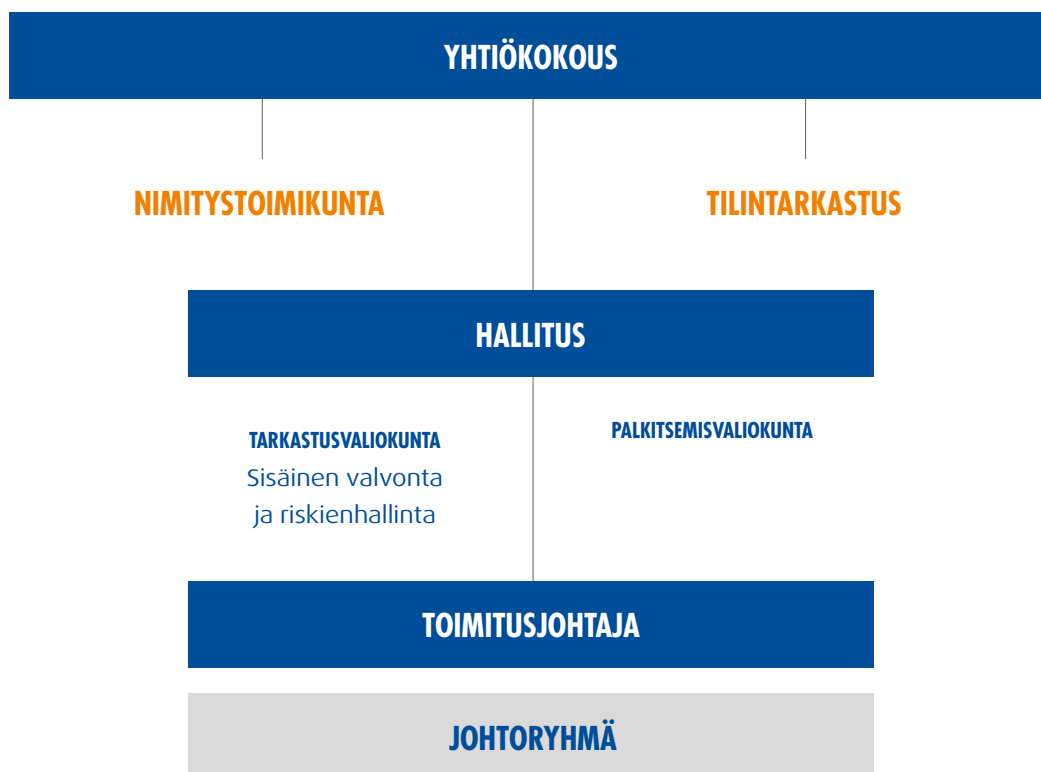 YHTIÖKOKOUS
NIMITYSTOIMIKUNTA
TILINTARKASTUS
HALLITUS
TARKASTUSVALIOKUNTA
Sisäinen valvonta
ja riskienhallinta
PALKITSEMISVALIOKUNTA
TOIMITUSJOHTAJA
JOHTORYHMÄ